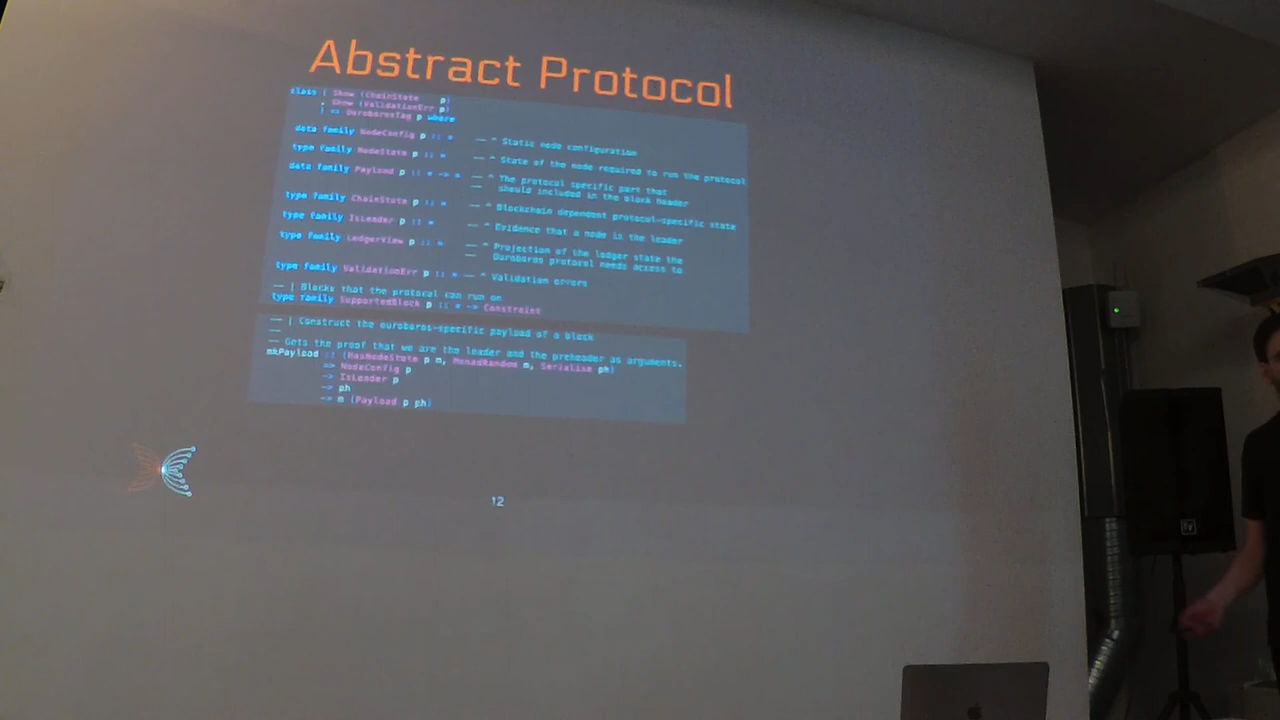 Abstract Protocol
class ( Show (ChainState p)
, Show (ValidationErr p)
) => OuroborosTag p where
data family NodeConfig p :: * -- ^ Static node configuration
type family NodeState p :: * -- ^ State of the node required to run the protocol
data family Payload p :: * -> * -- ^ The protocol specific part that
-- should included in the block header
type family ChainState p :: * -- ^ Blockchain dependent protocol-specific state
type family IsLeader p :: * -- ^ Evidence that a node is the leader
type family LedgerView p :: * -- ^ Projection of the ledger state the
-- Ouroboros protocol needs access to
type family ValidationErr p :: * -- ^ Validation errors
-- | Blocks that the protocol can run on
type family SupportedBlock p :: * -> Constraint
-- | Construct the ouroboros-specific payload of a block
--
-- Gets the proof that we are the leader and the preheader as arguments.
mkPayload :: (HasNodeState p m, MonadRandom m, Serialise ph)
=> NodeConfig p
-> IsLeader p
-> ph
-> m (Payload p ph)
12
EV